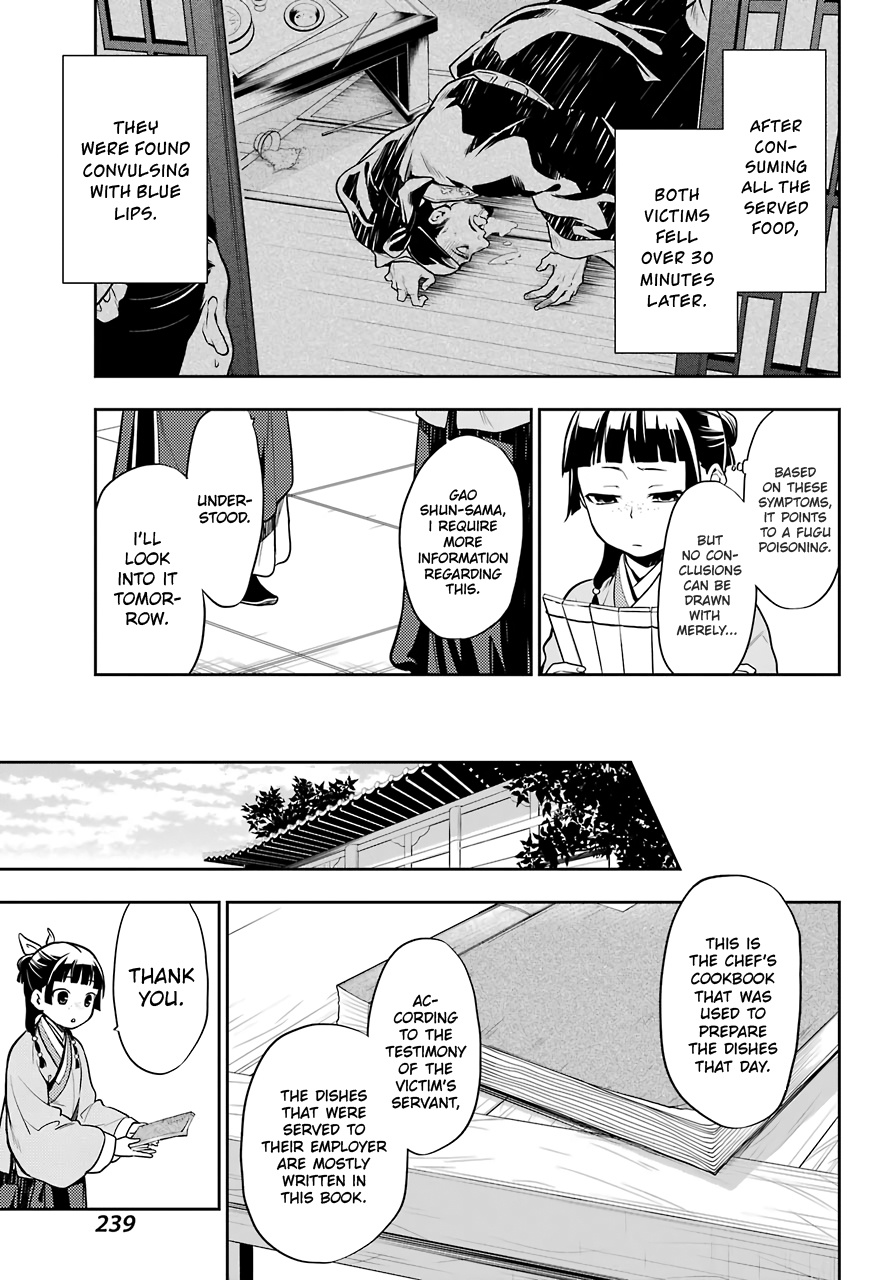 AFTER
CON-
SUMING
ALL THE
SERVED
FOOD,
BOTH
VICTIMS
FELL
OVER 30
MINUTES
LATER.
THEY
WERE FOUND
CONVULSING
WITH BLUE
LIPS.
BASED
ON THESE
SYMPTOMS,
IT POINTS
TO A FUGU
POISONING.
BUT
NO CON-
CLUSIONS
CAN BE
DRAWN
WITH
MERELY...
GAO
SHUN-SAMA,
I REQUIRE
MORE
INFORMATION
REGARDING
THIS.
UNDER-
STOOD.
I'LL
LOOK
INTO IT
TOMOR-
ROW.
THIS IS
THE CHEF'S
COOKBOOK
THAT WAS
USED TO
PREPARE
THE DISHES
THAT DAY.
AC-
CORDING
TO THE
TESTIMONY
OF THE
VICTIM'S
SERVANT,
THE DISHES
THAT WERE
SERVED TO
THEIR EMPLOYER
ARE MOSTLY
WRITTEN IN
THIS BOOK.
THANK
YOU.
239